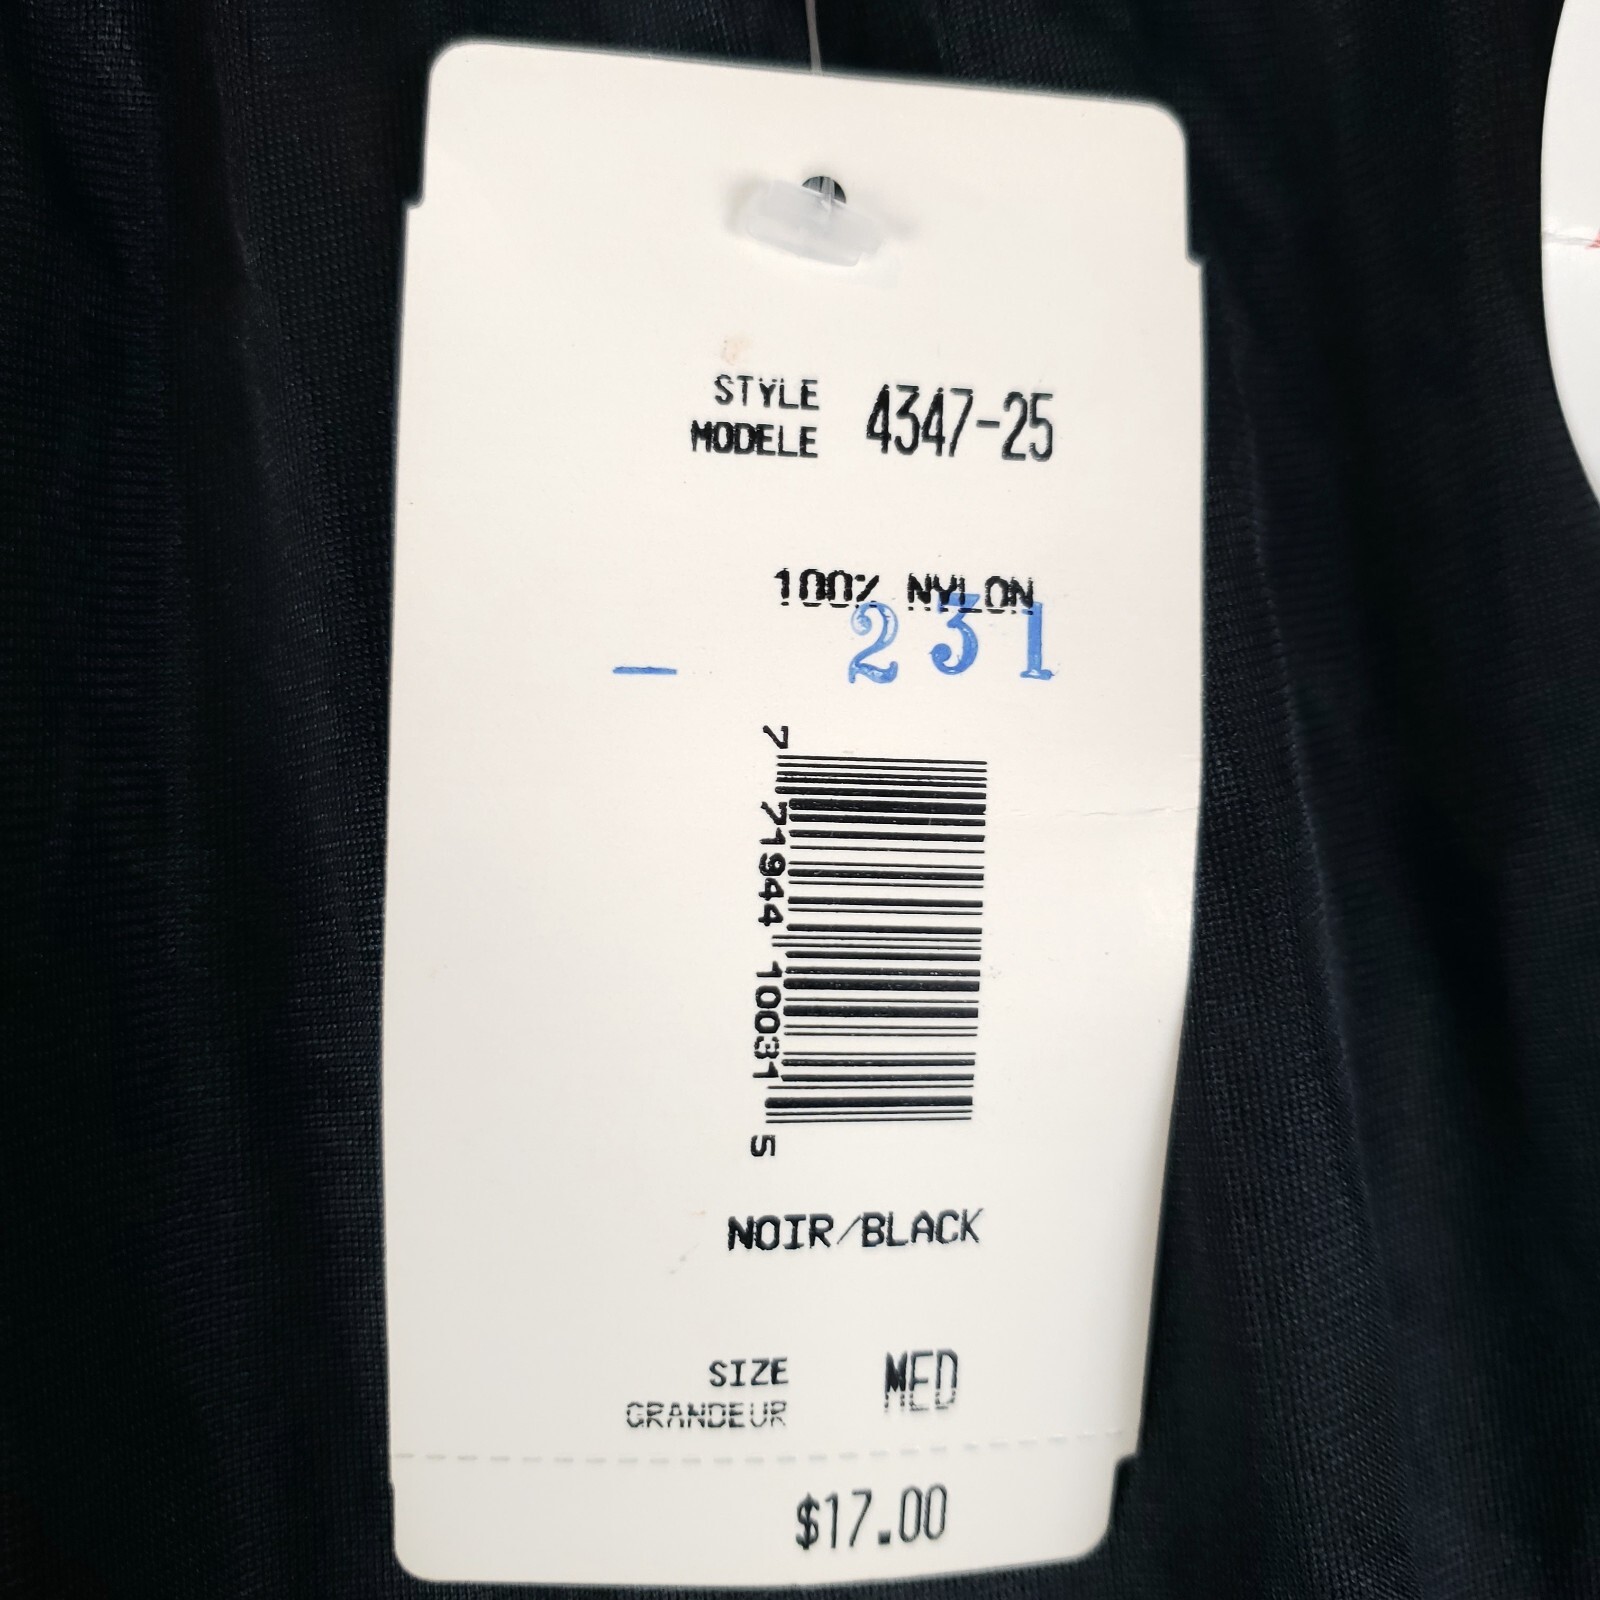 STYLE 4347-25
MODELE
100% NYLON
— 231
7 71944 10031 5
NOIR/BLACK
SIZE MED
GRANDEUR
$17.00